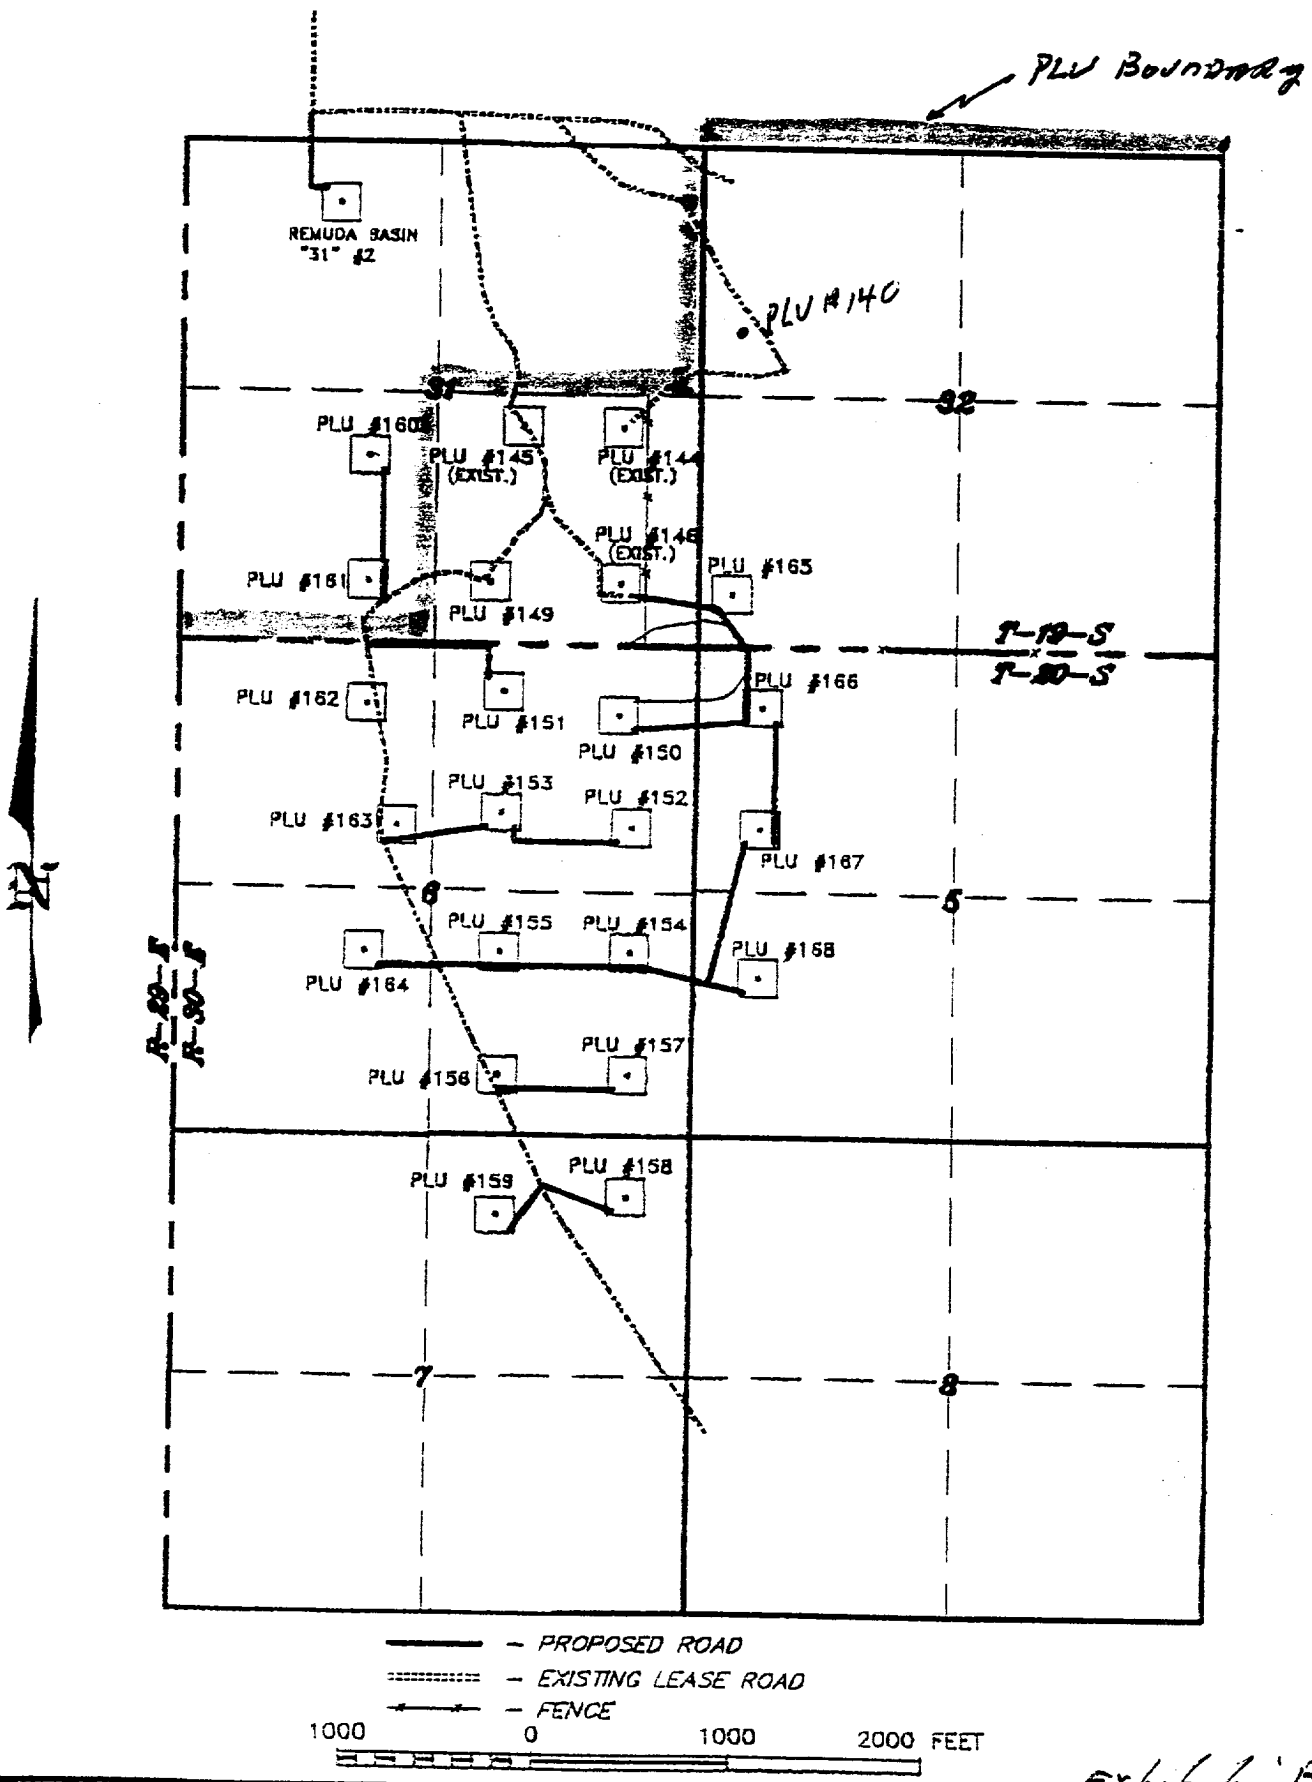 PLU Boundary
REMUDA BASIN
"31" #2
PLU #140
31
32
PLU #160
PLU #145
(EXIST.)
PLU #144
(EXIST.)
PLU #146
(EXIST.)
PLU #165
PLU #161
PLU #149
T-19-S
T-20-S
PLU #162
PLU #151
PLU #166
PLU #150
PLU #153
PLU #152
PLU #163
PLU #167
N
6
5
PLU #155
PLU #154
PLU #168
PLU #164
R-29-E
R-30-E
PLU #157
PLU #156
PLU #159
PLU #158
7
8
- PROPOSED ROAD
- EXISTING LEASE ROAD
- FENCE
1000 0 1000 2000 FEET